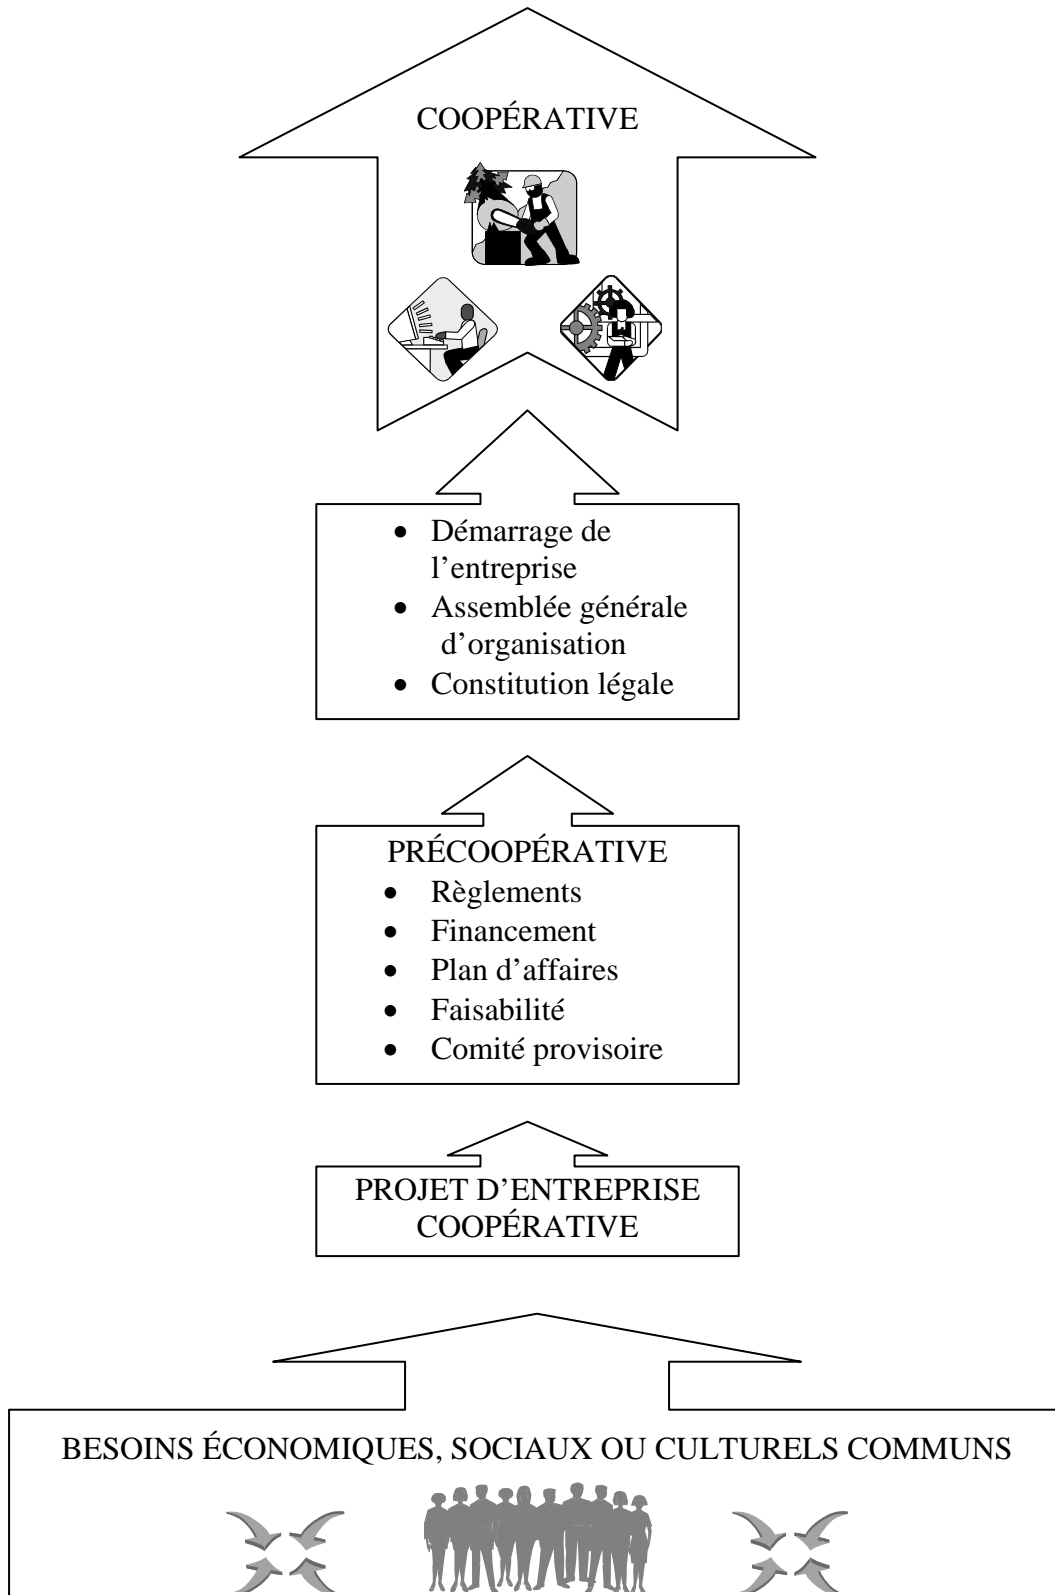 COOPÉRATIVE
• Démarrage de
l’entreprise
• Assemblée générale
d’organisation
• Constitution légale
PRÉCOOPÉRATIVE
• Règlements
• Financement
• Plan d’affaires
• Faisabilité
• Comité provisoire
PROJET D’ENTREPRISE
COOPÉRATIVE
BESOINS ÉCONOMIQUES, SOCIAUX OU CULTURELS COMMUNS